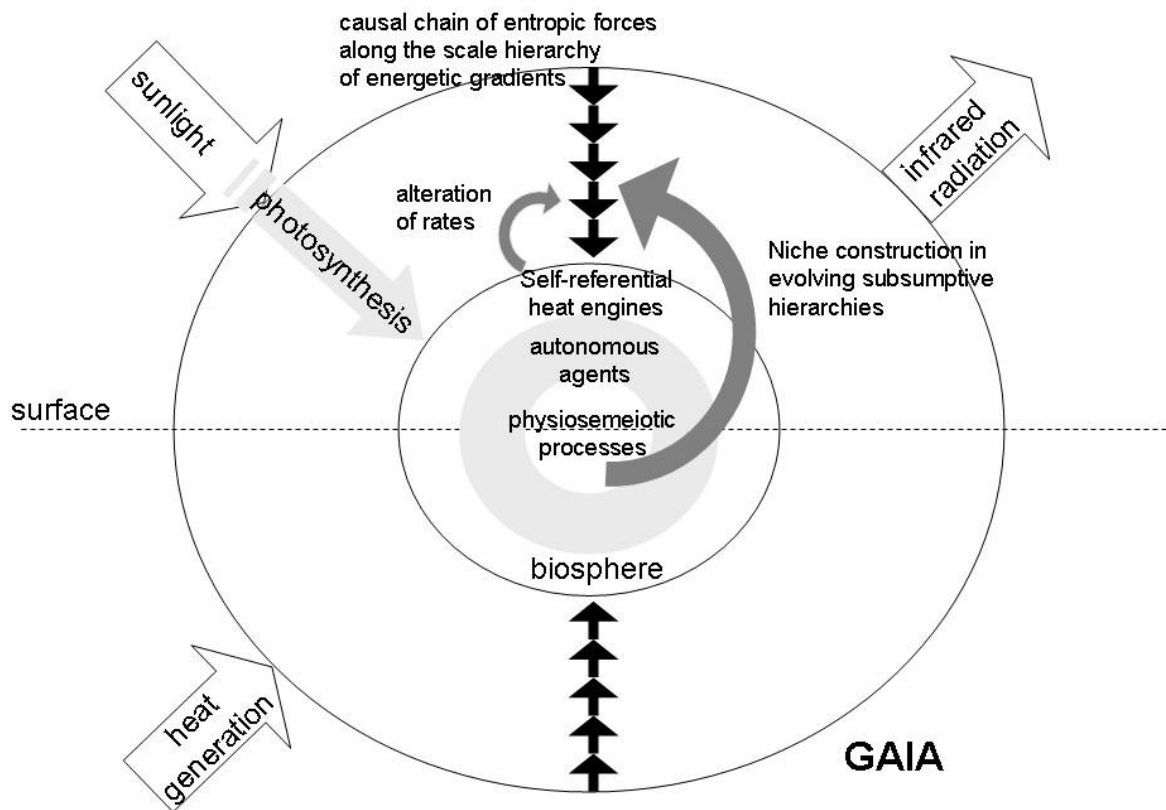 causal chain of entropic forces
along the scale hierarchy
of energetic gradients
sunlight
infrared
radiation
photosynthesis
alteration
of rates
Niche construction in
evolving subsumptive
hierarchies
Self-referential
heat engines
autonomous
agents
surface
physiosemeiotic
processes
biosphere
heat
generation
GAIA